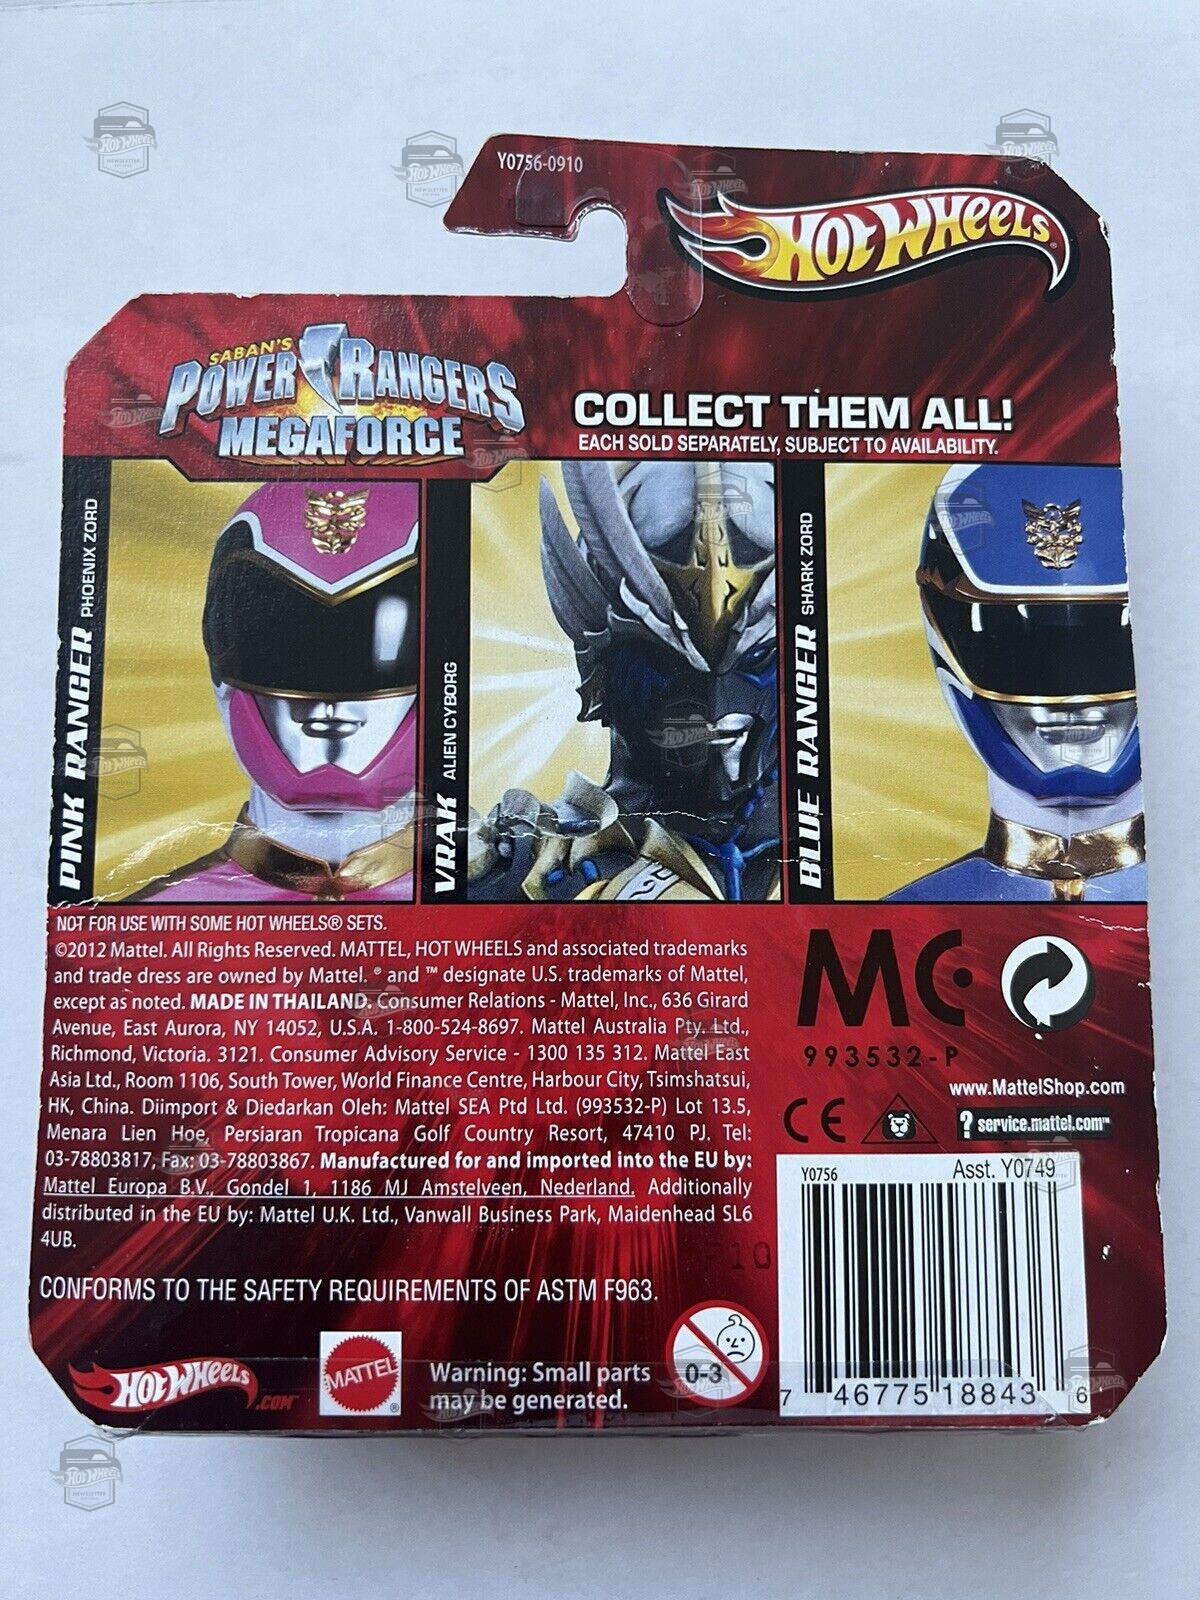 Y0756-0910
HOT WHEELS
SABAN'S
POWER RANGERS
MEGAFORCE
COLLECT THEM ALL!
EACH SOLD SEPARATELY, SUBJECT TO AVAILABILITY.
PINK RANGER PHOENIX ZORD
VRAK ALIEN CYBORG
BLUE RANGER SHARK ZORD
NOT FOR USE WITH SOME HOT WHEELS® SETS.
©2012 Mattel. All Rights Reserved. MATTEL, HOT WHEELS and associated trademarks
and trade dress are owned by Mattel. ® and ™ designate U.S. trademarks of Mattel,
except as noted. MADE IN THAILAND. Consumer Relations - Mattel, Inc., 636 Girard
Avenue, East Aurora, NY 14052, U.S.A. 1-800-524-8697. Mattel Australia Pty. Ltd.,
Richmond, Victoria. 3121. Consumer Advisory Service - 1300 135 312. Mattel East
Asia Ltd., Room 1106, South Tower, World Finance Centre, Harbour City, Tsimshatsui,
HK, China. Diimport & Diedarkan Oleh: Mattel SEA Ptd Ltd. (993532-P) Lot 13.5,
Menara Lien Hoe, Persiaran Tropicana Golf Country Resort, 47410 PJ. Tel:
03-78803817, Fax: 03-78803867. Manufactured for and imported into the EU by:
Mattel Europa B.V., Gondel 1, 1186 MJ Amstelveen, Nederland. Additionally
distributed in the EU by: Mattel U.K. Ltd., Vanwall Business Park, Maidenhead SL6
4UB.
CONFORMS TO THE SAFETY REQUIREMENTS OF ASTM F963.
MC
993532-P
www.MattelShop.com
CE
? service.mattel.com™
Y0756 Asst. Y0749
7 46775 18843 6
HOT WHEELS .COM
MATTEL ®
Warning: Small parts
may be generated.
0-3